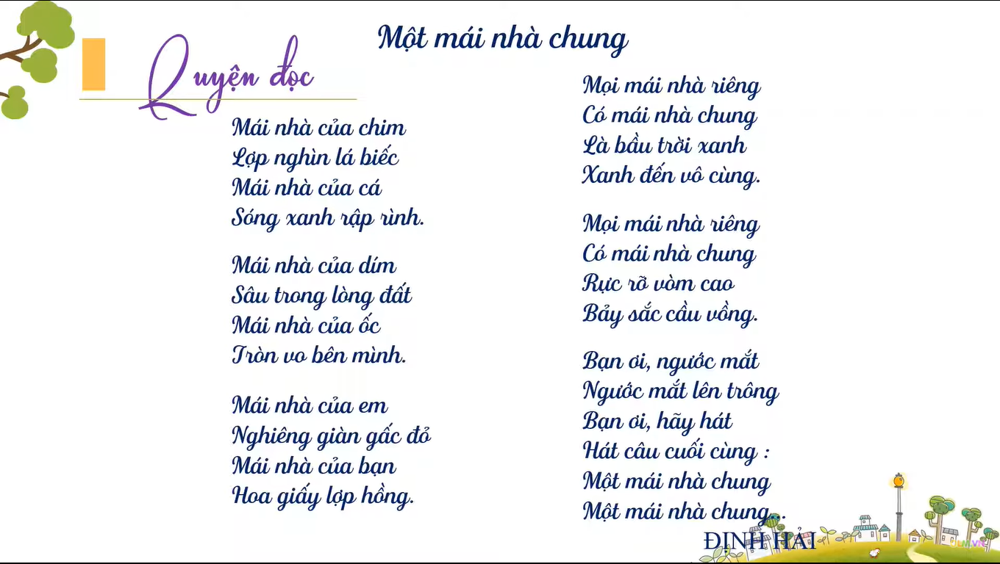 Một mái nhà chung
Quyện đọc
Mái nhà của chim
Lợp nghìn lá biếc
Mái nhà của cá
Sóng xanh rập rình.
Mái nhà của dím
Sâu trong lòng đất
Mái nhà của ốc
Tròn vo bên mình.
Mái nhà của em
Nghiêng giàn gấc đỏ
Mái nhà của bạn
Hoa giấy lợp hồng.
Mọi mái nhà riêng
Có mái nhà chung
Là bầu trời xanh
Xanh đến vô cùng.
Mọi mái nhà riêng
Có mái nhà chung
Rực rỡ vòm cao
Bảy sắc cầu vồng.
Bạn ơi, ngước mắt
Ngước mắt lên trông
Bạn ơi, hãy hát
Hát câu cuối cùng :
Một mái nhà chung
Một mái nhà chung...
ĐỊNH HẢI